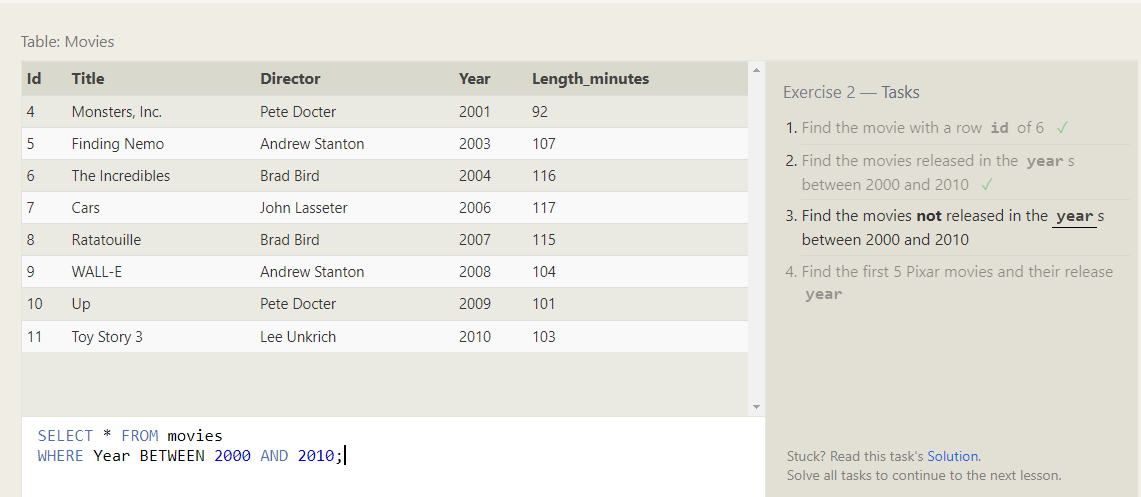 Table: Movies
Id Title Director Year Length_minutes
4 Monsters, Inc. Pete Docter 2001 92
5 Finding Nemo Andrew Stanton 2003 107
6 The Incredibles Brad Bird 2004 116
7 Cars John Lasseter 2006 117
8 Ratatouille Brad Bird 2007 115
9 WALL-E Andrew Stanton 2008 104
10 Up Pete Docter 2009 101
11 Toy Story 3 Lee Unkrich 2010 103
SELECT * FROM movies
WHERE Year BETWEEN 2000 AND 2010;
Exercise 2 — Tasks
1. Find the movie with a row id of 6 ✓
2. Find the movies released in the year s
between 2000 and 2010 ✓
3. Find the movies not released in the year s
between 2000 and 2010
4. Find the first 5 Pixar movies and their release
year
Stuck? Read this task's Solution.
Solve all tasks to continue to the next lesson.